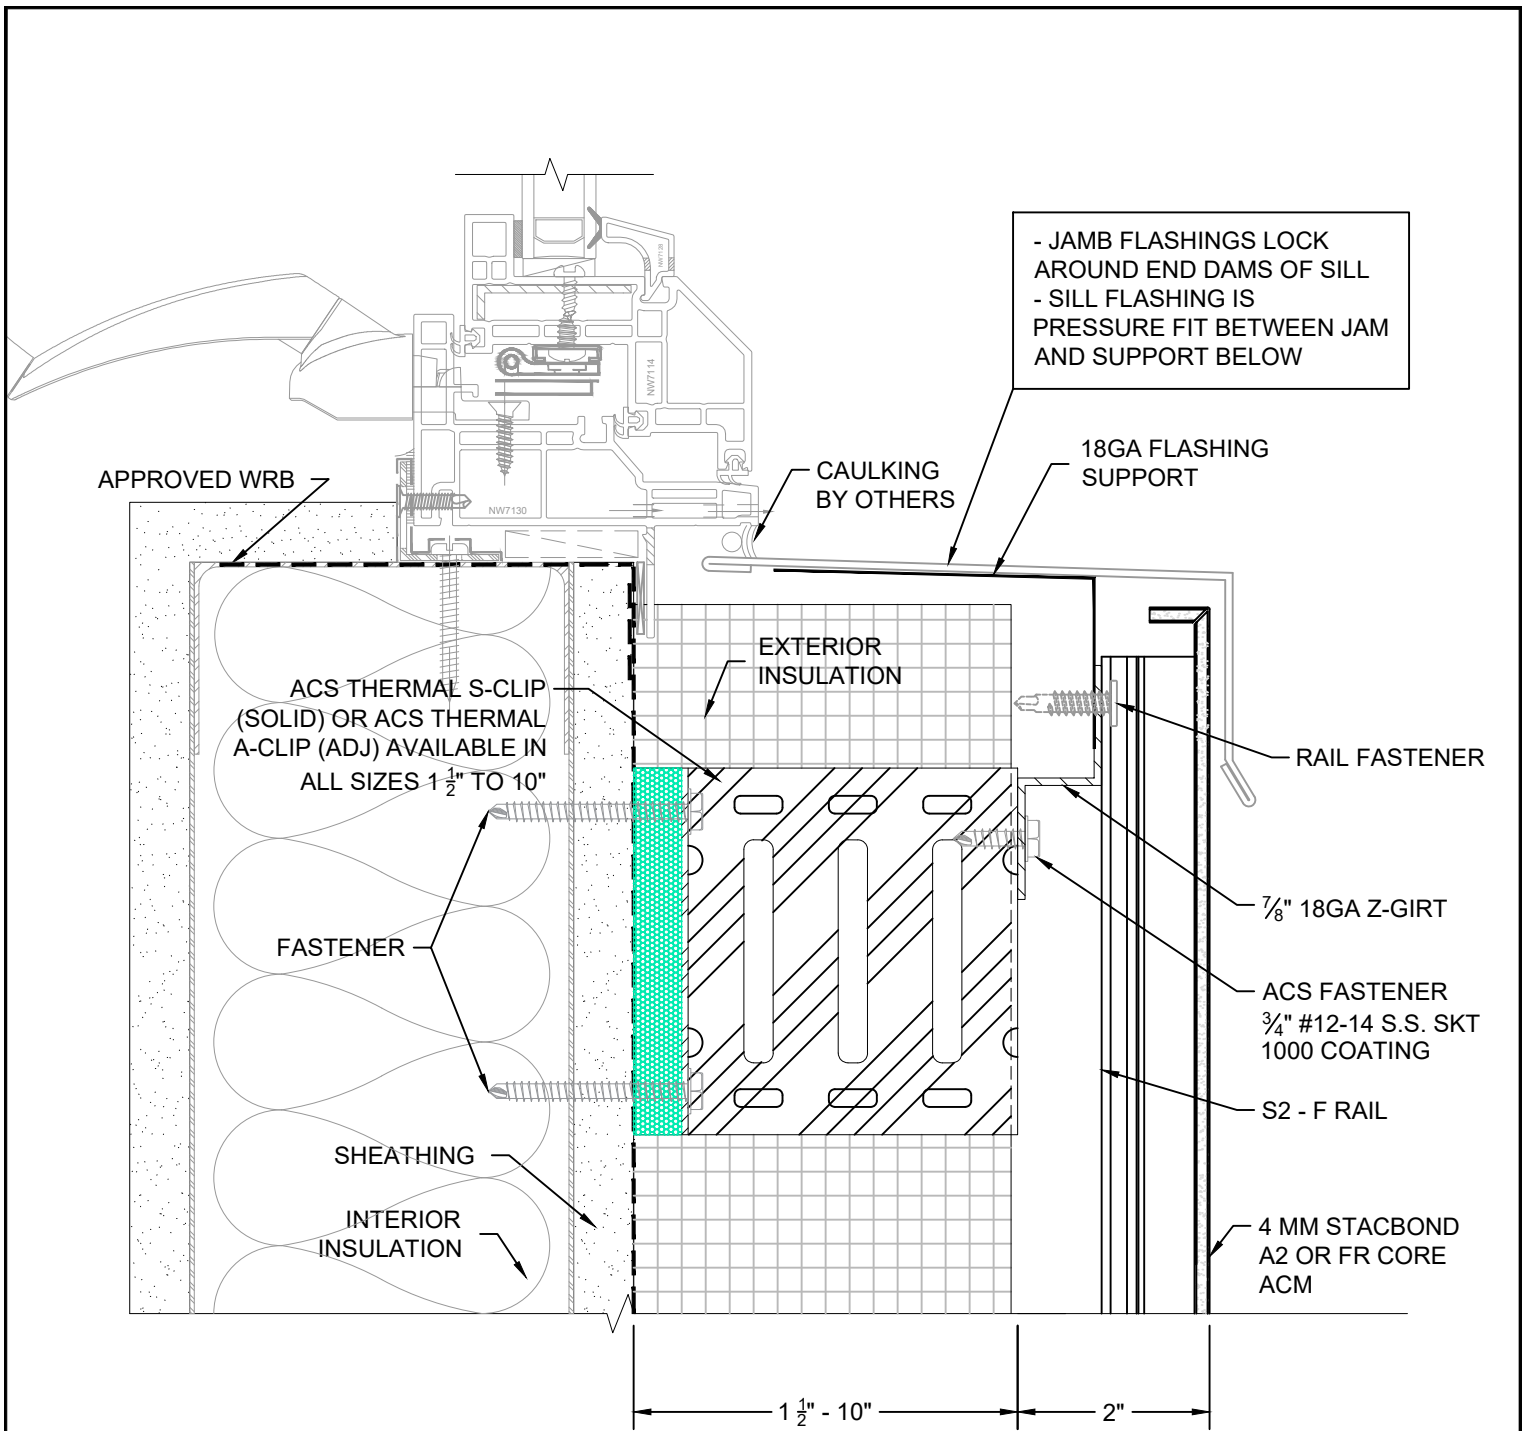 - JAMB FLASHINGS LOCK
AROUND END DAMS OF SILL
- SILL FLASHING IS
PRESSURE FIT BETWEEN JAM
AND SUPPORT BELOW
NW7129
NW7114
18GA FLASHING
SUPPORT
CAULKING
BY OTHERS
APPROVED WRB
NW7130
EXTERIOR
INSULATION
ACS THERMAL S-CLIP
(SOLID) OR ACS THERMAL
A-CLIP (ADJ) AVAILABLE IN
ALL SIZES 1 1/2" TO 10"
RAIL FASTENER
7/8" 18GA Z-GIRT
FASTENER
ACS FASTENER
3/4" #12-14 S.S. SKT
1000 COATING
S2 - F RAIL
SHEATHING
INTERIOR
INSULATION
4 MM STACBOND
A2 OR FR CORE
ACM
1 1/2" - 10"
2"